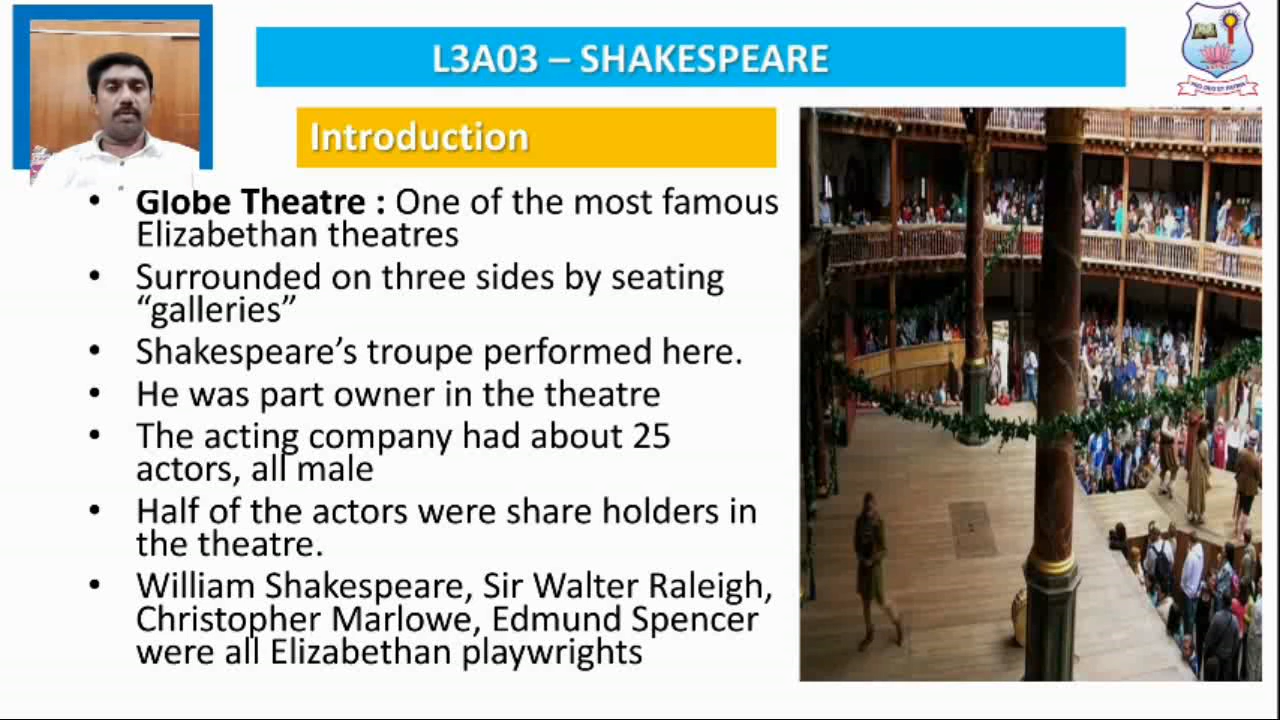 L3A03 – SHAKESPEARE
Introduction
• Globe Theatre : One of the most famous
Elizabethan theatres
• Surrounded on three sides by seating
“galleries”
• Shakespeare’s troupe performed here.
• He was part owner in the theatre
• The acting company had about 25
actors, all male
• Half of the actors were share holders in
the theatre.
• William Shakespeare, Sir Walter Raleigh,
Christopher Marlowe, Edmund Spencer
were all Elizabethan playwrights